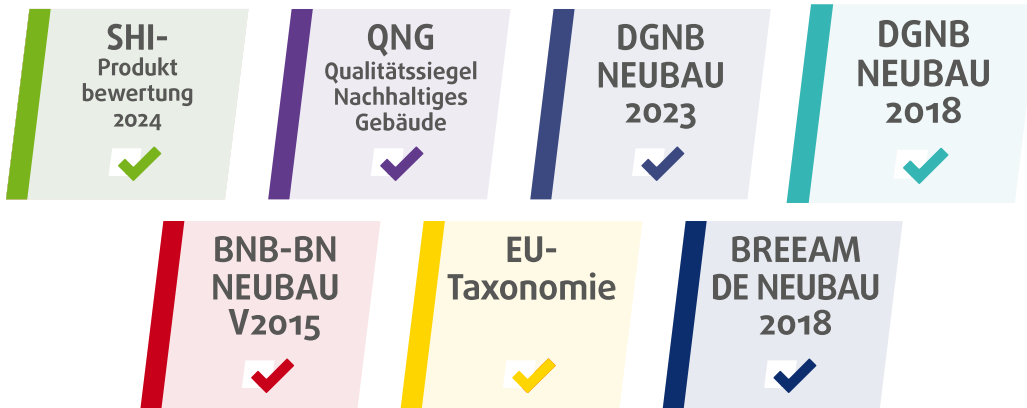 SHI-
Produkt
bewertung
2024
QNG
Qualitätssiegel
Nachhaltiges
Gebäude
DGNB
NEUBAU
2023
DGNB
NEUBAU
2018
BNB-BN
NEUBAU
V2015
EU-
Taxonomie
BREEAM
DE NEUBAU
2018